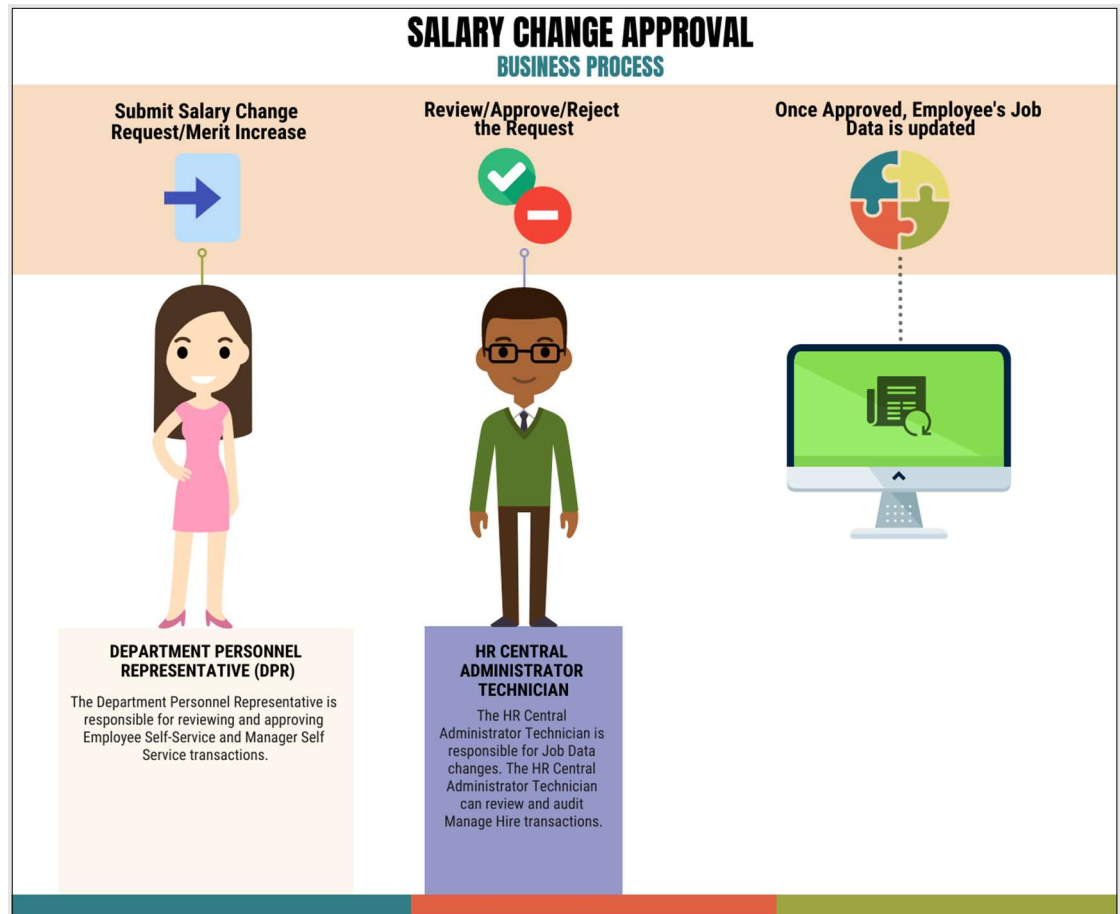 SALARY CHANGE APPROVAL
BUSINESS PROCESS
Submit Salary Change
Request/Merit Increase
Review/Approve/Reject
the Request
Once Approved, Employee's Job
Data is updated
DEPARTMENT PERSONNEL
REPRESENTATIVE (DPR)
The Department Personnel Representative is
responsible for reviewing and approving
Employee Self-Service and Manager Self
Service transactions.
HR CENTRAL
ADMINISTRATOR
TECHNICIAN
The HR Central
Administrator Technician is
responsible for Job Data
changes. The HR Central
Administrator Technician
can review and audit
Manage Hire transactions.